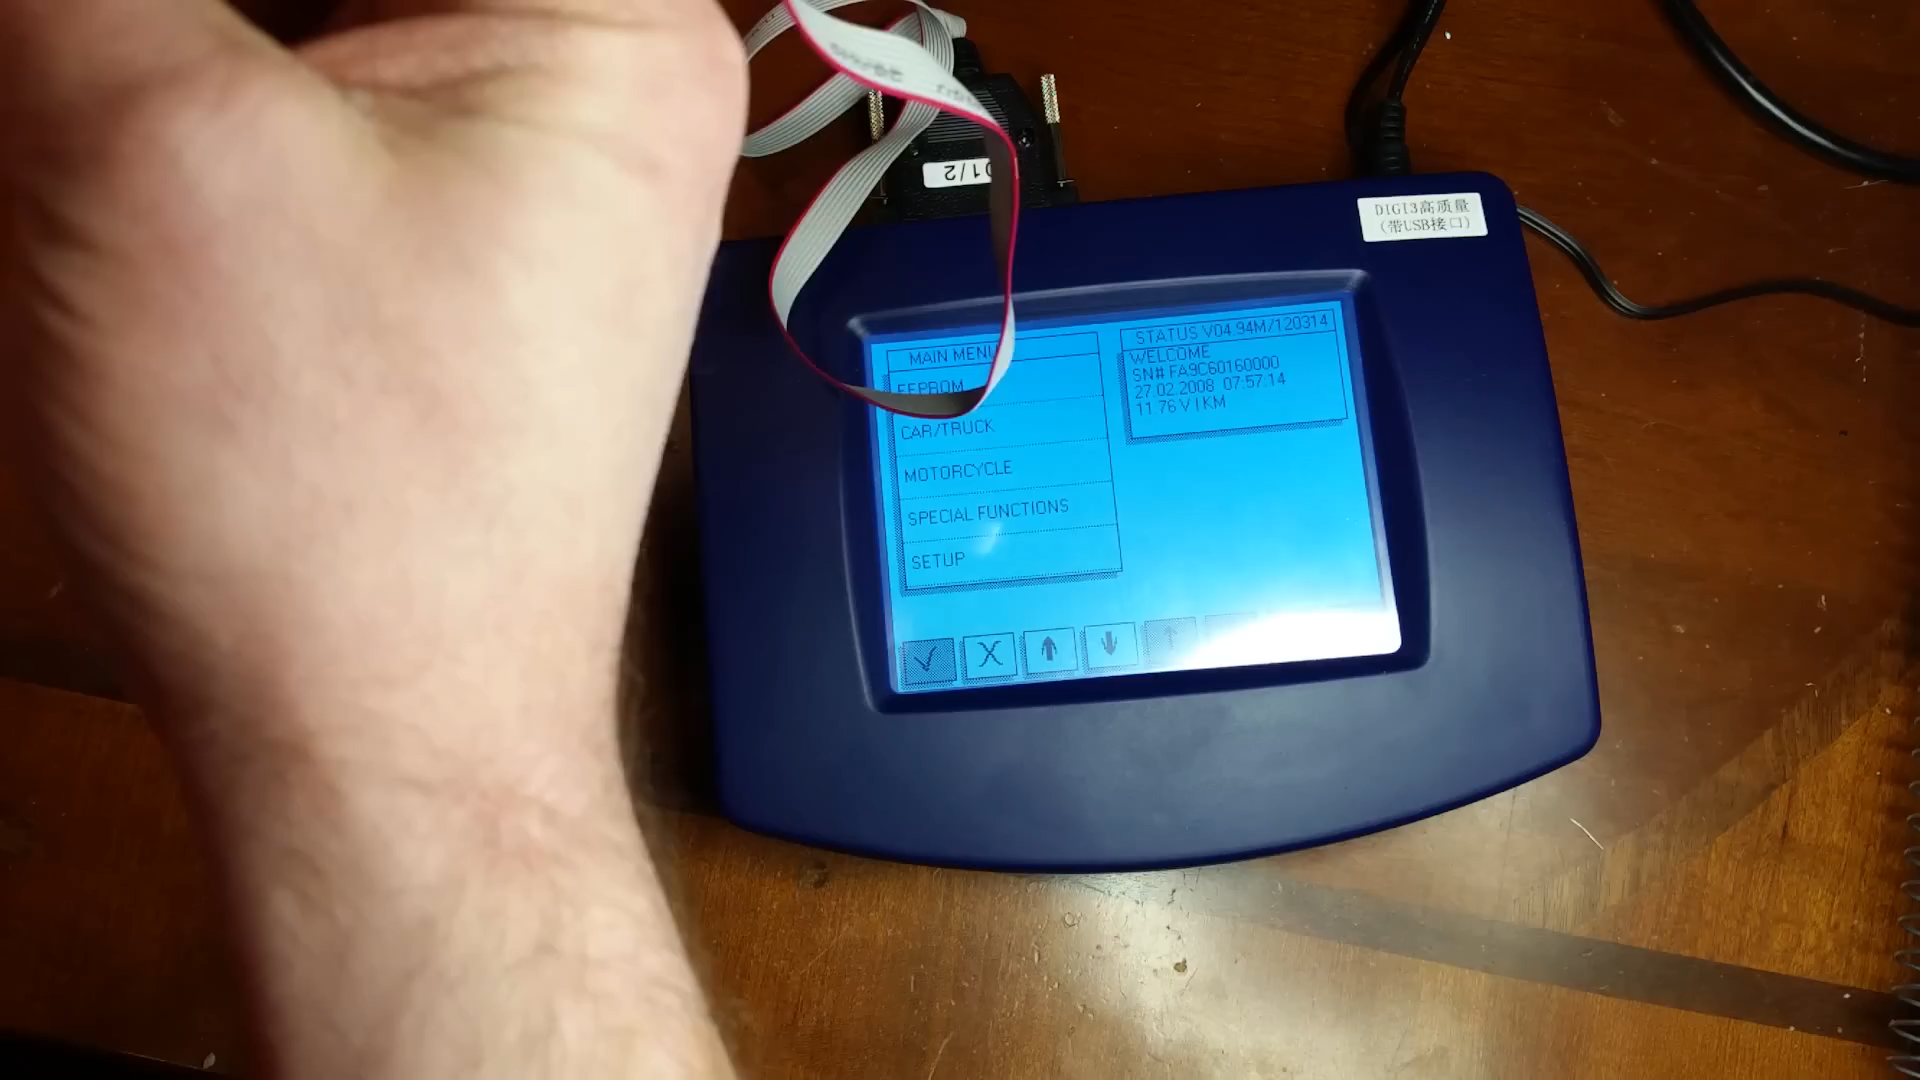 DIGI3高质量
(带USB接口)
MAIN MENU
EEPROM
CAR/TRUCK
MOTORCYCLE
SPECIAL FUNCTIONS
SETUP
STATUS V04.94M/120314
WELCOME
SN# FA9C60160000
27.02.2008 07:57:14
11.76 V | KM